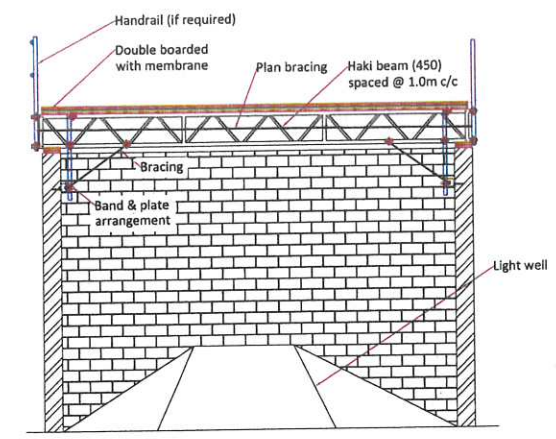 Handrail (if required)
Double boarded
with membrane
Plan bracing
Haki beam (450)
spaced @ 1.0m c/c
Bracing
Band & plate
arrangement
Light well